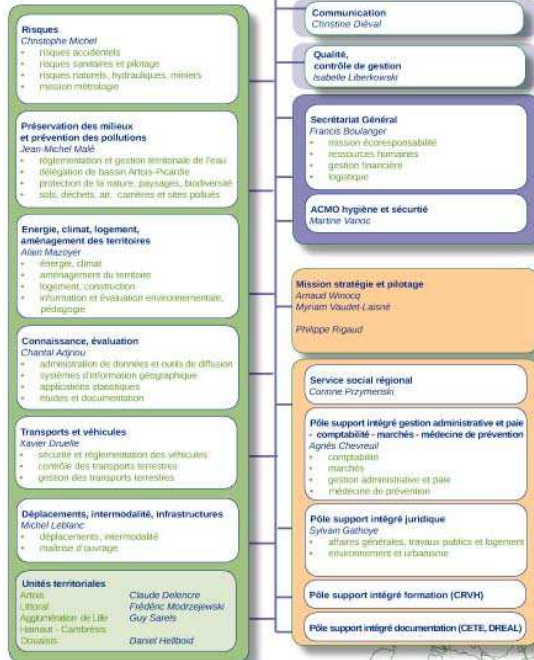 Risques
Christophe Michel
• risques accidentels
• risques sanitaires et pilotage
• risques naturels, hydrauliques, miniers
• mission métrologie
Préservation des milieux
et prévention des pollutions
Jean-Michel Malé
• réglementation et gestion territoriale de l'eau
• délégation de bassin Artois-Picardie
• protection de la nature, paysages, biodiversité
• sols, déchets, air, carrières et sites pollués
Energie, climat, logement,
aménagement des territoires
Alain Mazoyer
• énergie, climat
• aménagement du territoire
• logement, construction
• information et évaluation environnementale,
pédagogie
Connaissance, évaluation
Chantal Adjriou
• administration de données et outils de diffusion
• systèmes d'information géographique
• applications statistiques
• études et documentation
Transports et véhicules
Xavier Druelle
• sécurité et réglementation des véhicules
• contrôle des transports terrestres
• gestion des transports terrestres
Déplacements, intermodalité, infrastructures
Michel Leblanc
• déplacements, intermodalité
• maîtrise d'ouvrage
Unités territoriales
Artois Claude Delencre
Littoral Frédéric Modrzejewski
Agglomération de Lille Guy Sarels
Hainaut - Cambrésis
Douaisis Daniel Hellboid
Communication
Christine Diéval
Qualité,
contrôle de gestion
Isabelle Liberkowski
Secrétariat Général
Francis Boulanger
• mission écoresponsabilité
• ressources humaines
• gestion financière
• logistique
ACMO hygiène et sécurtié
Martine Vanoc
Mission stratégie et pilotage
Arnaud Winocq
Myriam Vaudet-Laisné
Philippe Rigaud
Service social régional
Corinne Przymenski
Pôle support intégré gestion administrative et paie
- comptabilité - marchés - médecine de prévention
Agnès Chevreuil
• comptabilité
• marchés
• gestion administrative et paie
• médecine de prévention
Pôle support intégré juridique
Sylvain Gathoye
• affaires générales, travaux publics et logement
• environnement et urbanisme
Pôle support intégré formation (CRVH)
Pôle support intégré documentation (CETE, DREAL)